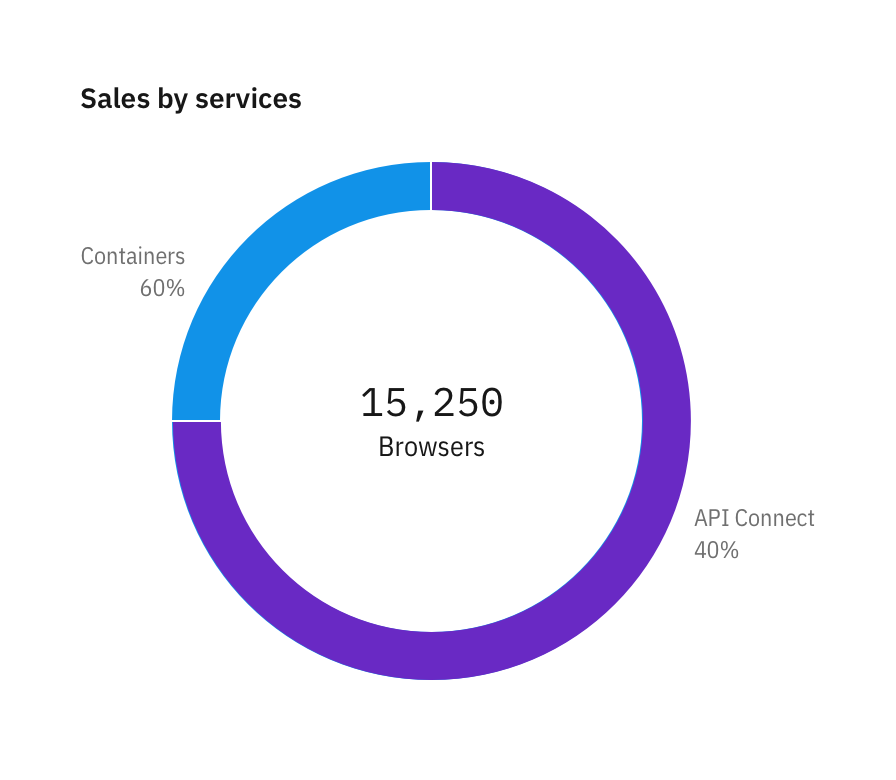 Sales by services
Containers
60%
15,250
Browsers
API Connect
40%